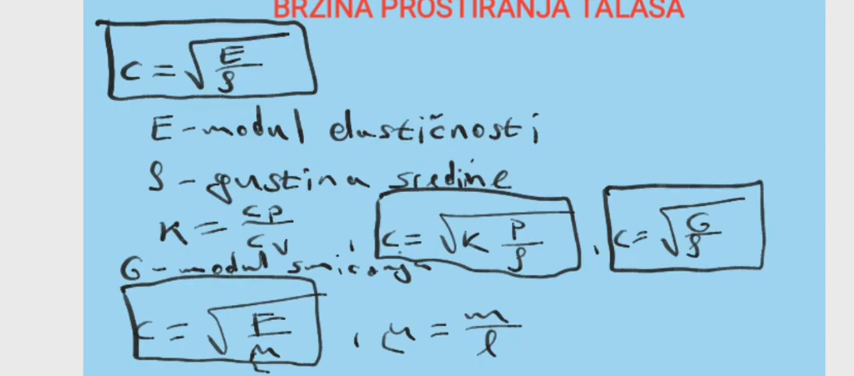 BRZINA PROSTIRANJA TALASA
c = √(E/ρ)
E - modul elastičnosti
ρ - gustina sredine
κ = cp/cv , c = √(κ p/ρ) , c = √(G/ρ)
G - modul smicanja
c = √(F/μ) , μ = m/l